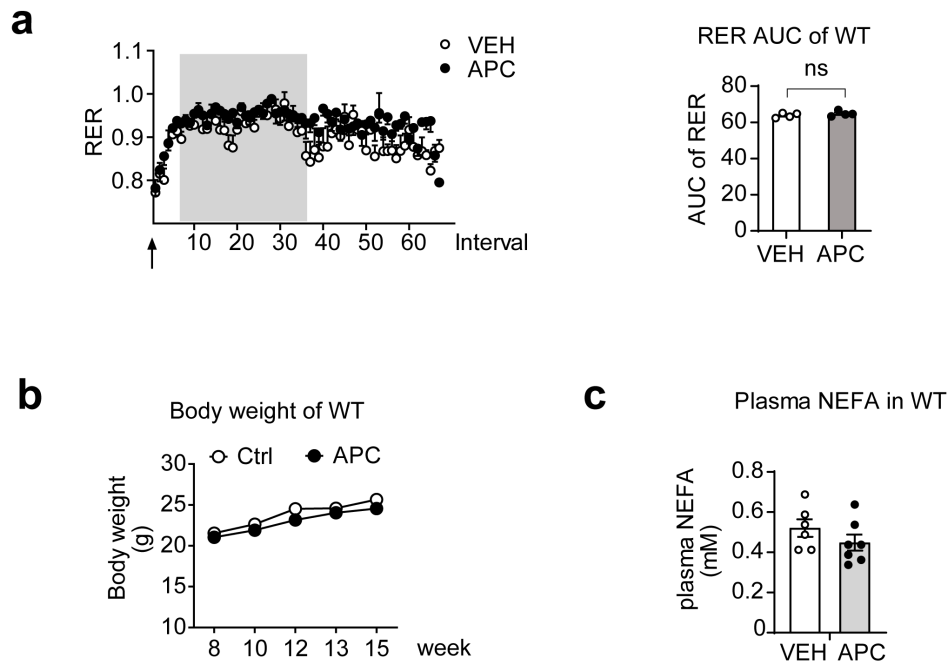 a
VEH
APC
1.1
1.0
0.9
0.8
RER
10 20 30 40 50 60 Interval
RER AUC of WT
ns
80
60
40
20
0
AUC of RER
VEH APC
b
Body weight of WT
Ctrl APC
30
25
20
15
10
Body weight
(g)
8 10 12 13 15 week
c
Plasma NEFA in WT
0.8
0.6
0.4
0.2
0
plasma NEFA
(mM)
VEH APC